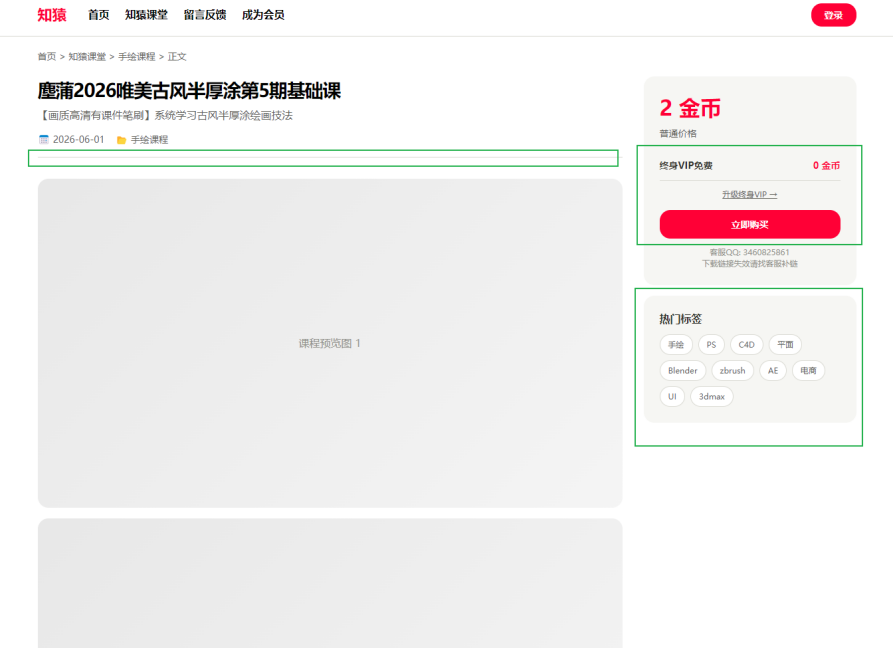 知猿 首页 知猿课堂 留言反馈 成为会员 登录
首页 > 知猿课堂 > 手绘课程 > 正文
塵蒲2026唯美古风半厚涂第5期基础课
【画质高清有课件笔刷】系统学习古风半厚涂绘画技法
2026-06-01 手绘课程
课程预览图 1
2 金币
普通价格
终身VIP免费 0 金币
升级终身VIP →
立即购买
客服QQ: 3460825861
下载链接失效请找客服补链
热门标签
手绘 PS C4D 平面
Blender zbrush AE 电商
UI 3dmax